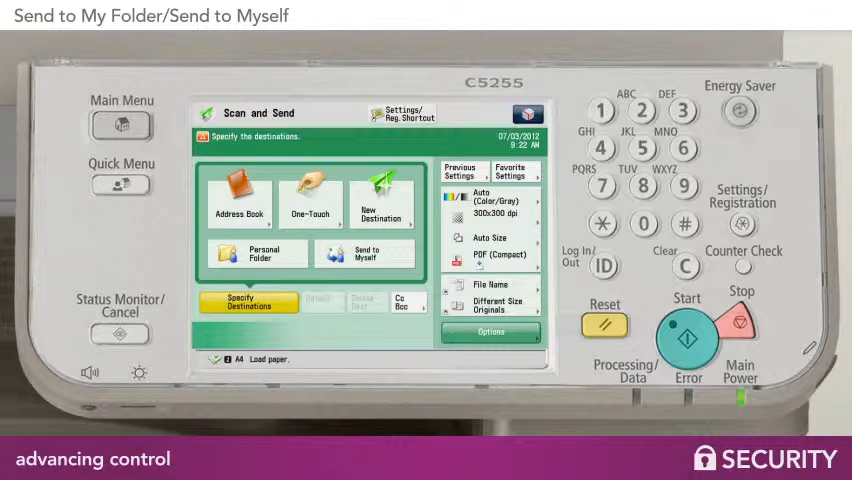 Send to My Folder/Send to Myself
C5255
Main Menu
Quick Menu
Status Monitor/
Cancel
Scan and Send
Settings/
Reg.Shortcut
Specify the destinations.
07/03/2012
9:22 AM
Address Book
One-Touch
New
Destination
Personal
Folder
Send to
Myself
Specify
Destinations
Details
Delete
Dest.
Cc
Bcc
Previous
Settings
Favorite
Settings
Auto
(Color/Gray)
300x300 dpi
Auto Size
PDF (Compact)
File Name
Different Size
Originals
Options
2 A4 Load paper.
ABC
DEF
1
2
3
GHI
JKL
MNO
4
5
6
PQRS
TUV
WXYZ
7
8
9
0
#
Log In/
Out
ID
Clear
C
Energy Saver
Settings/
Registration
Counter Check
Reset
Start
Stop
Processing/
Data
Error
Main
Power
advancing control
SECURITY